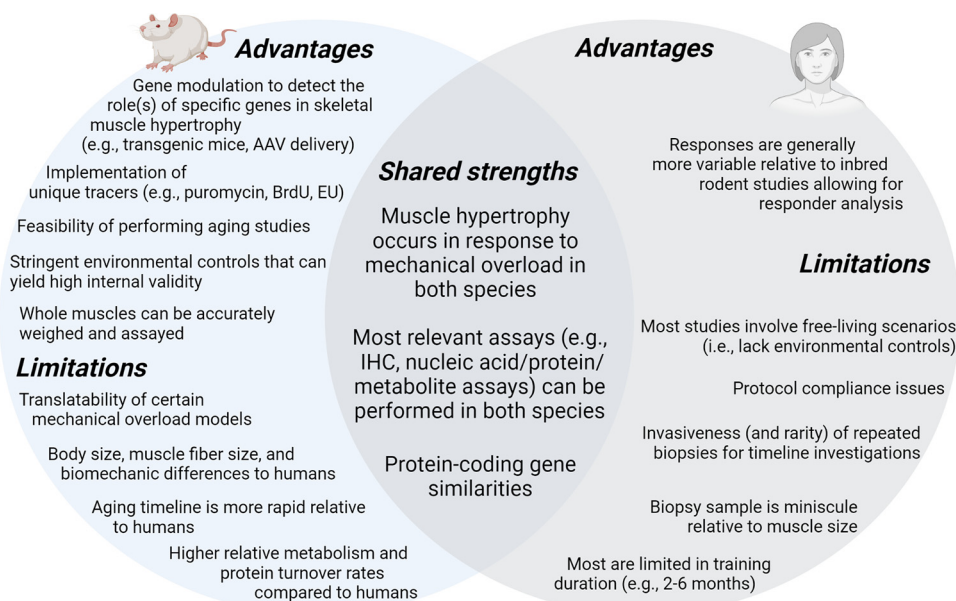 Advantages
Gene modulation to detect the
role(s) of specific genes in skeletal
muscle hypertrophy
(e.g., transgenic mice, AAV delivery)
Implementation of
unique tracers (e.g., puromycin, BrdU, EU)
Feasibility of performing aging studies
Stringent environmental controls that can
yield high internal validity
Whole muscles can be accurately
weighed and assayed
Limitations
Translatability of certain
mechanical overload models
Body size, muscle fiber size, and
biomechanic differences to humans
Aging timeline is more rapid relative
to humans
Higher relative metabolism and
protein turnover rates
compared to humans
Shared strengths
Muscle hypertrophy
occurs in response to
mechanical overload in
both species
Most relevant assays (e.g.,
IHC, nucleic acid/protein/
metabolite assays) can be
performed in both species
Protein-coding gene
similarities
Advantages
Responses are generally
more variable relative to inbred
rodent studies allowing for
responder analysis
Limitations
Most studies involve free-living scenarios
(i.e., lack environmental controls)
Protocol compliance issues
Invasiveness (and rarity) of repeated
biopsies for timeline investigations
Biopsy sample is miniscule
relative to muscle size
Most are limited in training
duration (e.g., 2-6 months)